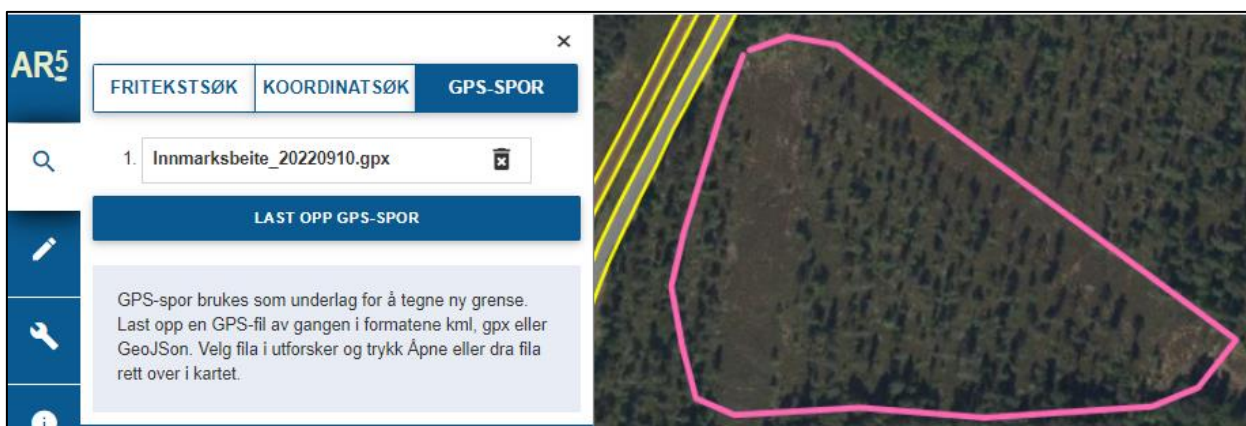 AR5
×
FRITEKSTSØK KOORDINATSØK GPS-SPOR
1. Innmarksbeite_20220910.gpx
LAST OPP GPS-SPOR
GPS-spor brukes som underlag for å tegne ny grense.
Last opp en GPS-fil av gangen i formatene kml, gpx eller
GeoJSon. Velg fila i utforsker og trykk Åpne eller dra fila
rett over i kartet.